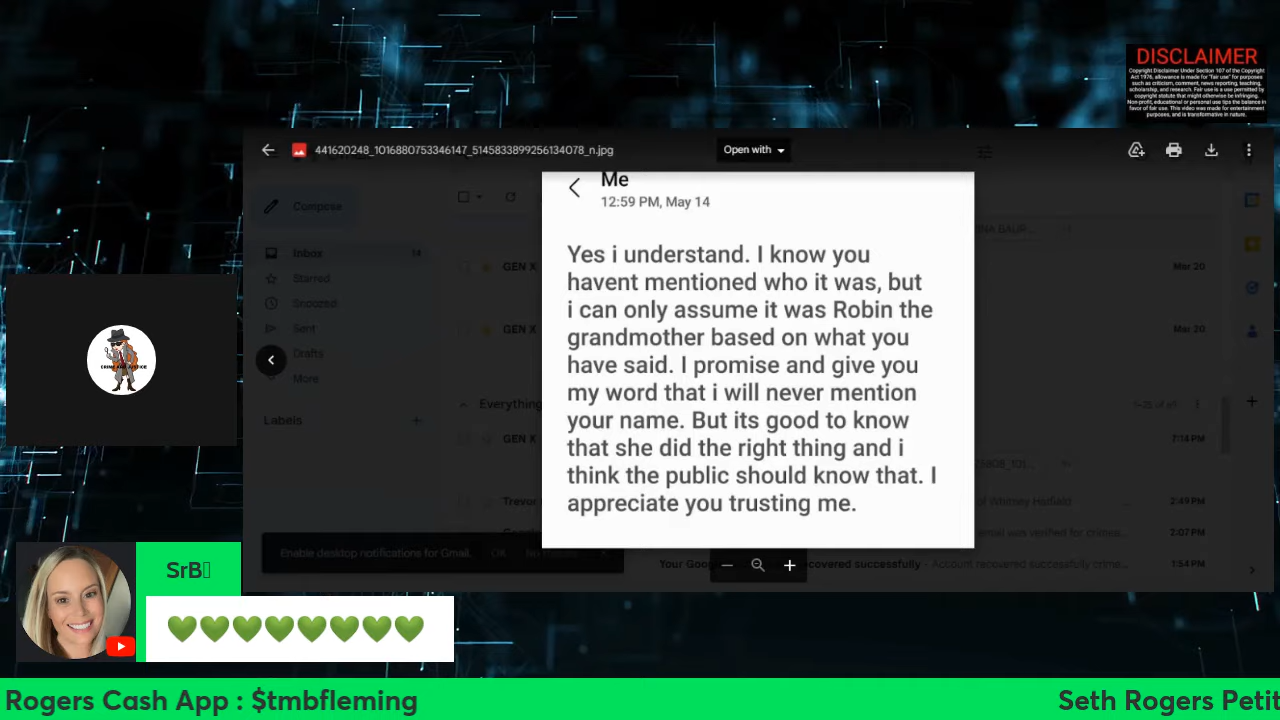 DISCLAIMER
Copyright Disclaimer Under Section 107 of the Copyright
Act 1976, allowance is made for "fair use" for purposes
such as criticism, comment, news reporting, teaching,
scholarship, and research. Fair use is a use permitted by
copyright statute that might otherwise be infringing.
Non-profit, educational or personal use tips the balance in
favor of fair use. This video was made for entertainment
purposes, and is transformative in nature.
441620248_1016880753346147_5145833899256134078_n.jpg
Open with
Me
12:59 PM, May 14
Yes i understand. I know you
havent mentioned who it was, but
i can only assume it was Robin the
grandmother based on what you
have said. I promise and give you
my word that i will never mention
your name. But its good to know
that she did the right thing and i
think the public should know that. I
appreciate you trusting me.
Compose
Inbox 14
Starred
Snoozed
Sent
Drafts
More
Labels
GEN X
Mar 20
GEN X
Mar 20
Everything
GEN X
7:14 PM
Trevor
2:49 PM
2:07 PM
Enable desktop notifications for Gmail. OK
Your Goo
covered successfully - Account recovered successfully crime...
1:54 PM
CRIME AND JUSTICE
SrB
💚💚💚💚💚💚💚💚
Rogers Cash App : $tmbfleming
Seth Rogers Petit